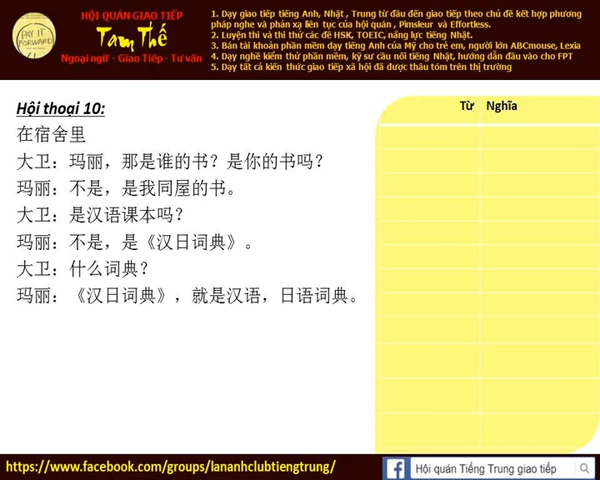 HỘI QUÁN GIAO TIẾP
Tam Thế
Ngoại ngữ - Giao Tiếp - Tư vấn
PAY IT FORWARD
1. Dạy giao tiếp tiếng Anh, Nhật , Trung từ đầu đến giao tiếp theo chủ đề kết hợp phương
pháp nghe và phản xạ liên tục của hội quán , Pimsleur và Effortless.
2. Luyện thi và thi thử các đề HSK, TOEIC, năng lực tiếng Nhật.
3. Bán tài khoản phần mềm dạy tiếng Anh của Mỹ cho trẻ em, người lớn ABCmouse, Lexia
4. Dạy nghề kiểm thử phần mềm, kỹ sư cầu nối tiếng Nhật, hướng dẫn đầu vào cho FPT
5. Dạy tất cả kiến thức giao tiếp xã hội đã được thâu tóm trên thị trường
Hội thoại 10:
在宿舍里
大卫：玛丽，那是谁的书？是你的书吗？
玛丽：不是，是我同屋的书。
大卫：是汉语课本吗？
玛丽：不是，是《汉日词典》。
大卫：什么词典？
玛丽：《汉日词典》，就是汉语，日语词典。
Từ Nghĩa
https://www.facebook.com/groups/lananhclubtiengtrung/
f Hội quán Tiếng Trung giao tiếp